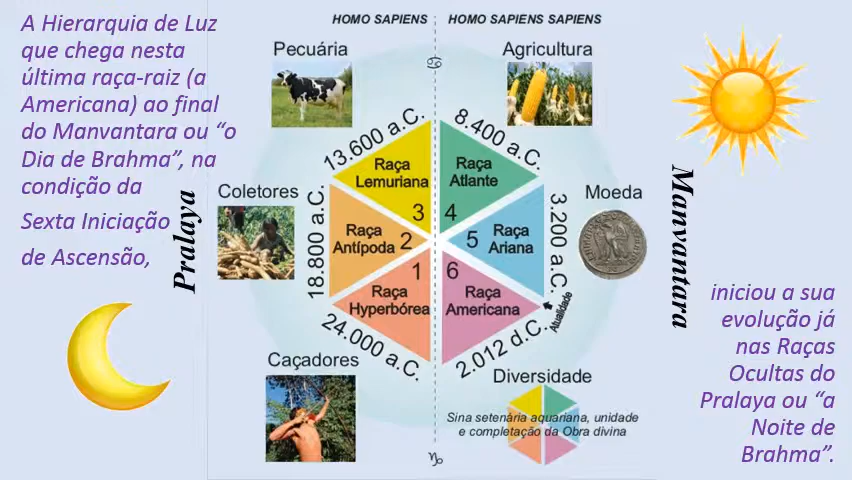 A Hierarquia de Luz
que chega nesta
última raça-raiz (a
Americana) ao final
do Manvantara ou “o
Dia de Brahma”, na
condição da
Sexta Iniciação
de Ascensão,
Pralaya
HOMO SAPIENS
HOMO SAPIENS SAPIENS
Pecuária
Agricultura
♋
13.600 a.C.
8.400 a.C.
Raça
Lemuriana
3
Raça
Atlante
4
Coletores
Moeda
18.800 a.C.
3.200 a.C.
Raça
Antípoda
2
5
Raça
Ariana
1
Raça
Hyperbórea
6
Raça
Americana
24.000 a.C.
2.012 d.C.
Atualidade
Caçadores
Diversidade
Sina setenária aquariana, unidade
e completação da Obra divina
♑
Manvantara
iniciou a sua
evolução já
nas Raças
Ocultas do
Pralaya ou “a
Noite de
Brahma”.